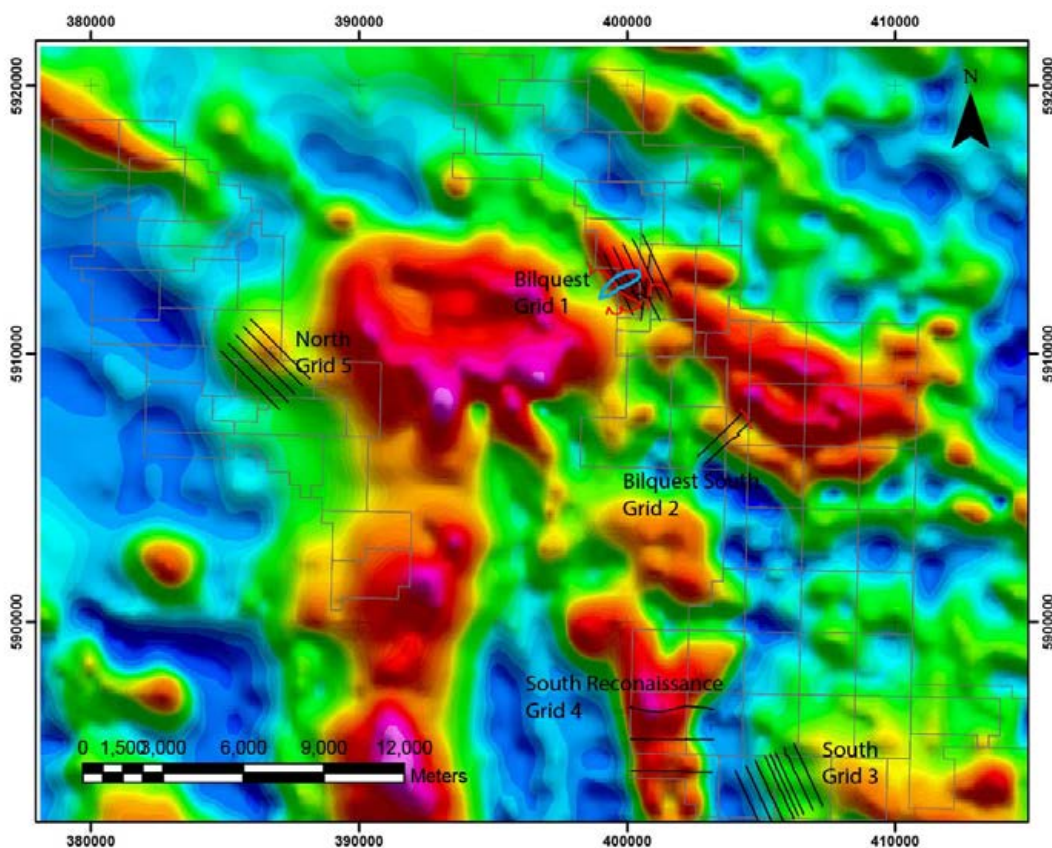 380000 390000 400000 410000
5920000 5920000
N
Bilquest
Grid 1
5910000 5910000
North
Grid 5
Bilquest South
Grid 2
5900000 5900000
South Reconaissance
Grid 4
South
Grid 3
0 1,500 3,000 6,000 9,000 12,000
Meters
380000 390000 400000 410000